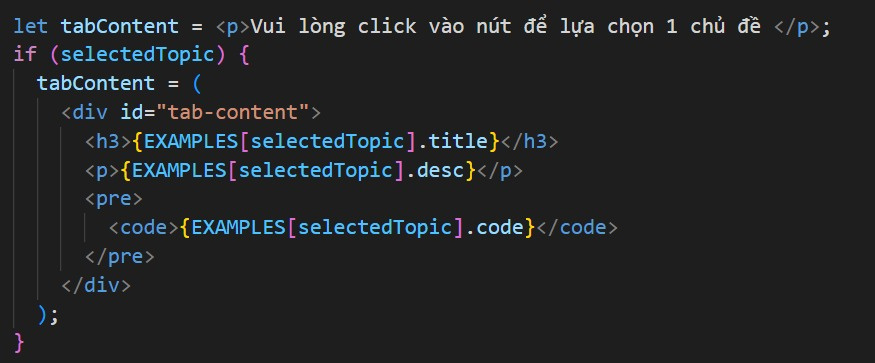 let tabContent = <p>Vui lòng click vào nút để lựa chọn 1 chủ đề </p>;
if (selectedTopic) {
  tabContent = (
    <div id="tab-content">
      <h3>{EXAMPLES[selectedTopic].title}</h3>
      <p>{EXAMPLES[selectedTopic].desc}</p>
      <pre>
        <code>{EXAMPLES[selectedTopic].code}</code>
      </pre>
    </div>
  );
}